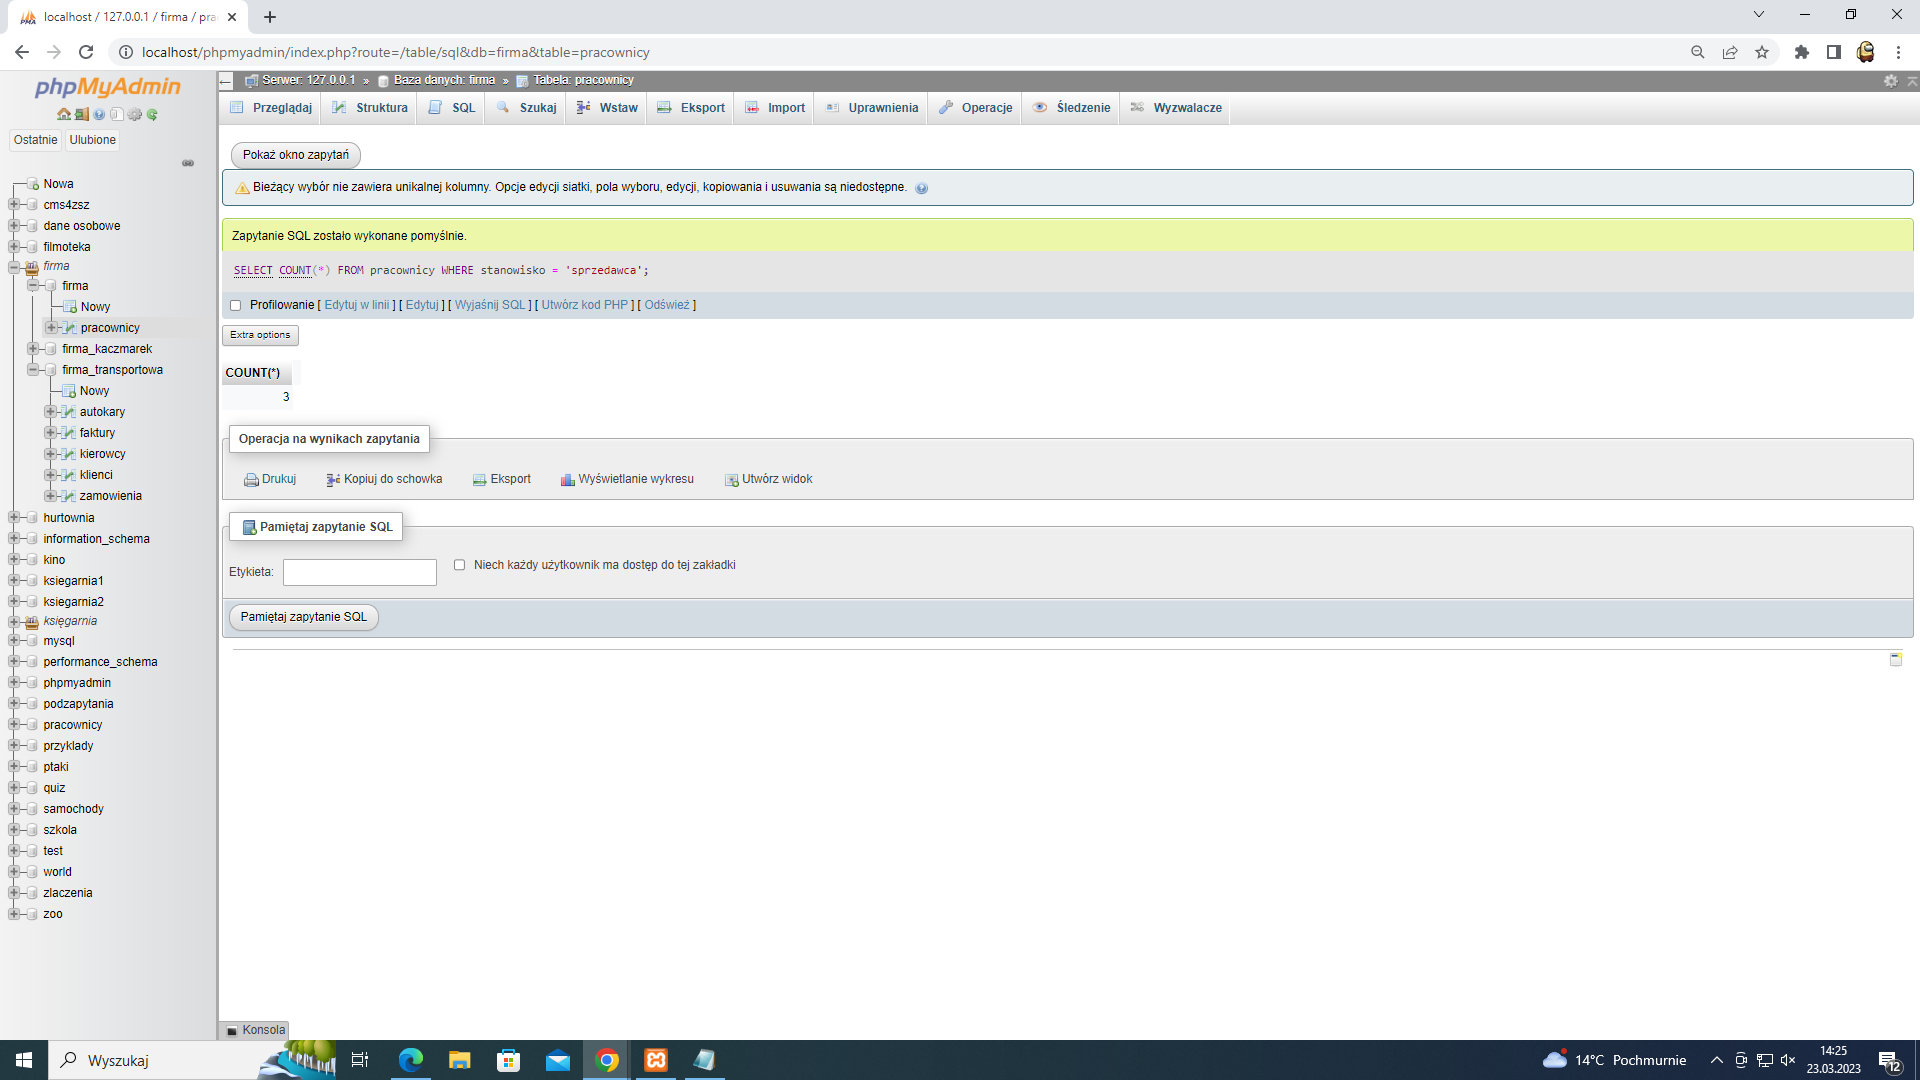 localhost / 127.0.0.1 / firma / pra
localhost/phpmyadmin/index.php?route=/table/sql&db=firma&table=pracownicy
phpMyAdmin
Ostatnie Ulubione
Nowa
cms4zsz
dane osobowe
filmoteka
firma
firma
Nowy
pracownicy
firma_kaczmarek
firma_transportowa
Nowy
autokary
faktury
kierowcy
klienci
zamowienia
hurtownia
information_schema
kino
ksiegarnia1
ksiegarnia2
księgarnia
mysql
performance_schema
phpmyadmin
podzapytania
pracownicy
przyklady
ptaki
quiz
samochody
szkola
test
world
zlaczenia
zoo
Serwer: 127.0.0.1 » Baza danych: firma » Tabela: pracownicy
Przeglądaj Struktura SQL Szukaj Wstaw Eksport Import Uprawnienia Operacje Śledzenie Wyzwalacze
Pokaż okno zapytań
Bieżący wybór nie zawiera unikalnej kolumny. Opcje edycji siatki, pola wyboru, edycji, kopiowania i usuwania są niedostępne.
Zapytanie SQL zostało wykonane pomyślnie.
SELECT COUNT(*) FROM pracownicy WHERE stanowisko = 'sprzedawca';
Profilowanie [ Edytuj w linii ] [ Edytuj ] [ Wyjaśnij SQL ] [ Utwórz kod PHP ] [ Odśwież ]
Extra options
COUNT(*)
3
Operacja na wynikach zapytania
Drukuj Kopiuj do schowka Eksport Wyświetlanie wykresu Utwórz widok
Pamiętaj zapytanie SQL
Etykieta: Niech każdy użytkownik ma dostęp do tej zakładki
Pamiętaj zapytanie SQL
Konsola
Wyszukaj
14°C Pochmurnie
14:25
23.03.2023
12